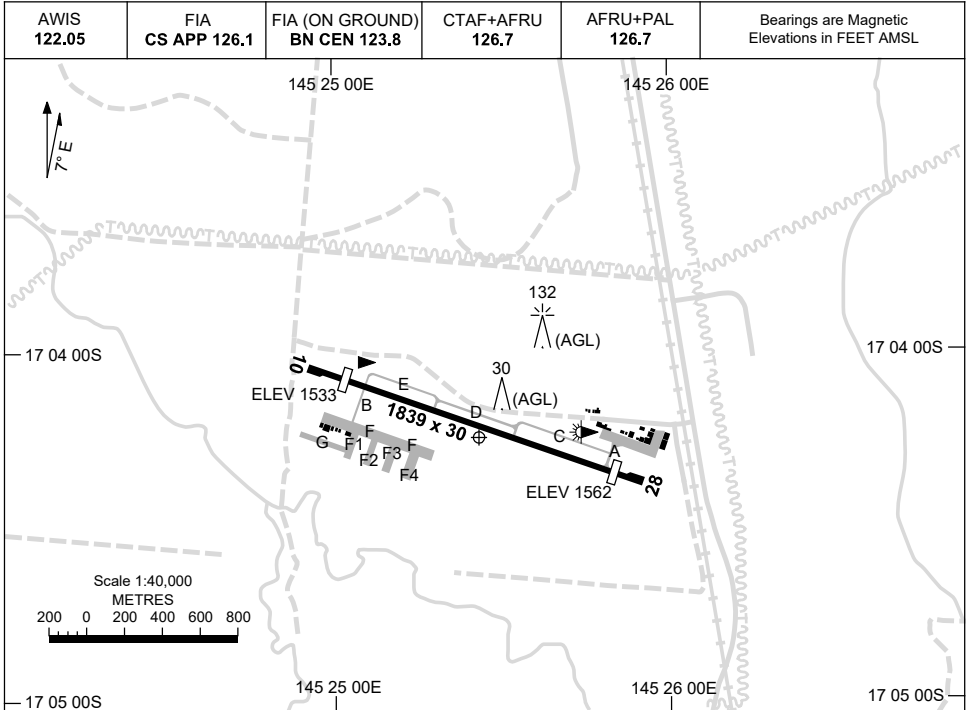 AWIS
122.05
FIA
CS APP 126.1
FIA (ON GROUND)
BN CEN 123.8
CTAF+AFRU
126.7
AFRU+PAL
126.7
Bearings are Magnetic
Elevations in FEET AMSL
145 25 00E
145 26 00E
7° E
132
(AGL)
17 04 00S
17 04 00S
30
(AGL)
10
ELEV 1533
E
B
D
1839 x 30
C
A
F
G
F1
F
F2
F3
F4
ELEV 1562
28
Scale 1:40,000
METRES
200 0 200 400 600 800
145 25 00E
145 26 00E
17 05 00S
17 05 00S